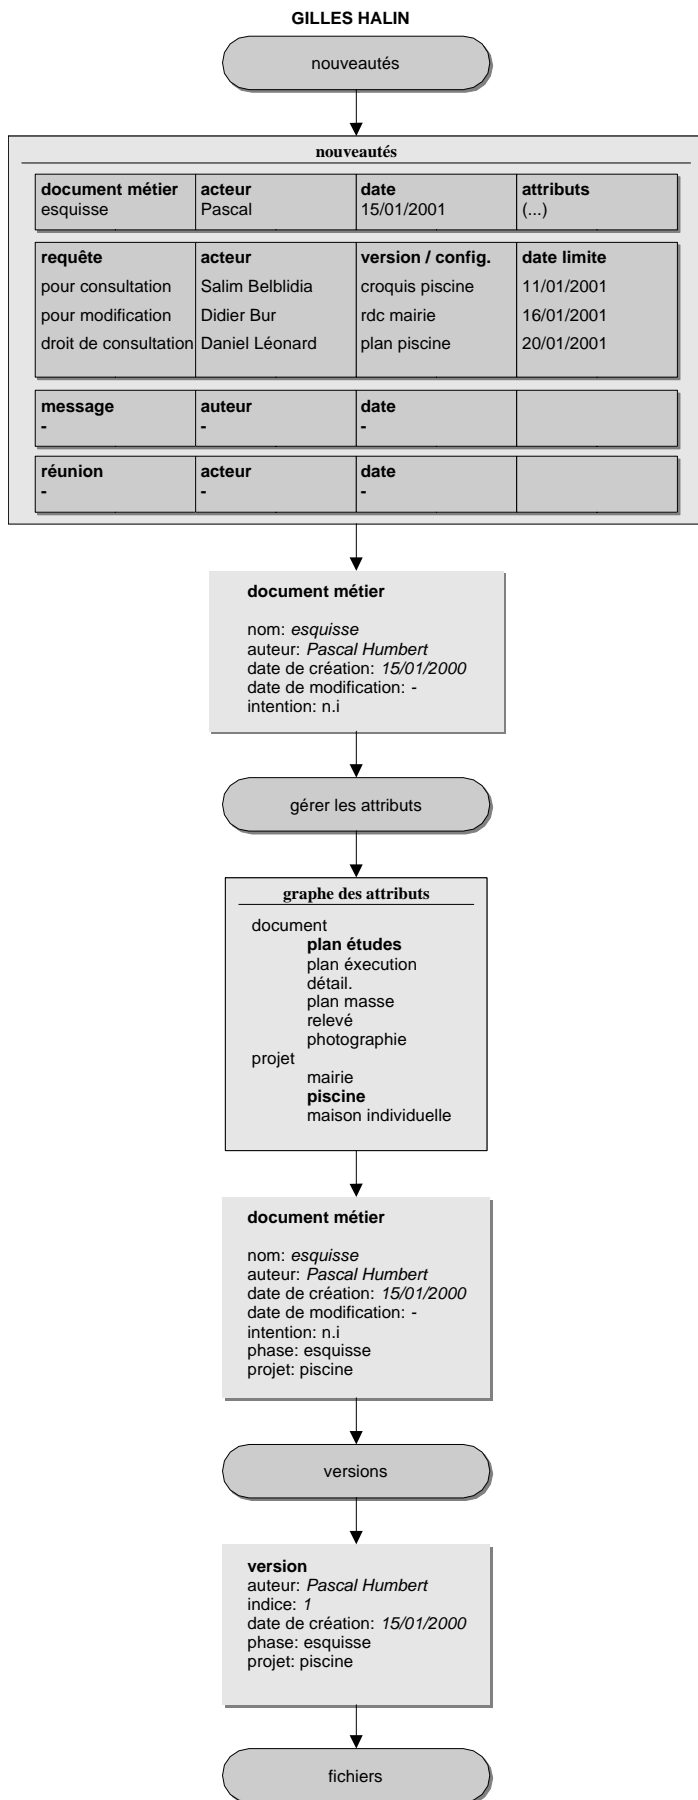 GILLES HALIN
nouveautés
nouveautés
document métier acteur date attributs
esquisse Pascal 15/01/2001 (...)
requête acteur version / config. date limite
pour consultation Salim Belblidia croquis piscine 11/01/2001
pour modification Didier Bur rdc mairie 16/01/2001
droit de consultation Daniel Léonard plan piscine 20/01/2001
message auteur date
- - -
réunion acteur date
- - -
document métier
nom: esquisse
auteur: Pascal Humbert
date de création: 15/01/2000
date de modification: -
intention: n.i
gérer les attributs
graphe des attributs
document
plan études
plan éxecution
détail.
plan masse
relevé
photographie
projet
mairie
piscine
maison individuelle
document métier
nom: esquisse
auteur: Pascal Humbert
date de création: 15/01/2000
date de modification: -
intention: n.i
phase: esquisse
projet: piscine
versions
version
auteur: Pascal Humbert
indice: 1
date de création: 15/01/2000
phase: esquisse
projet: piscine
fichiers